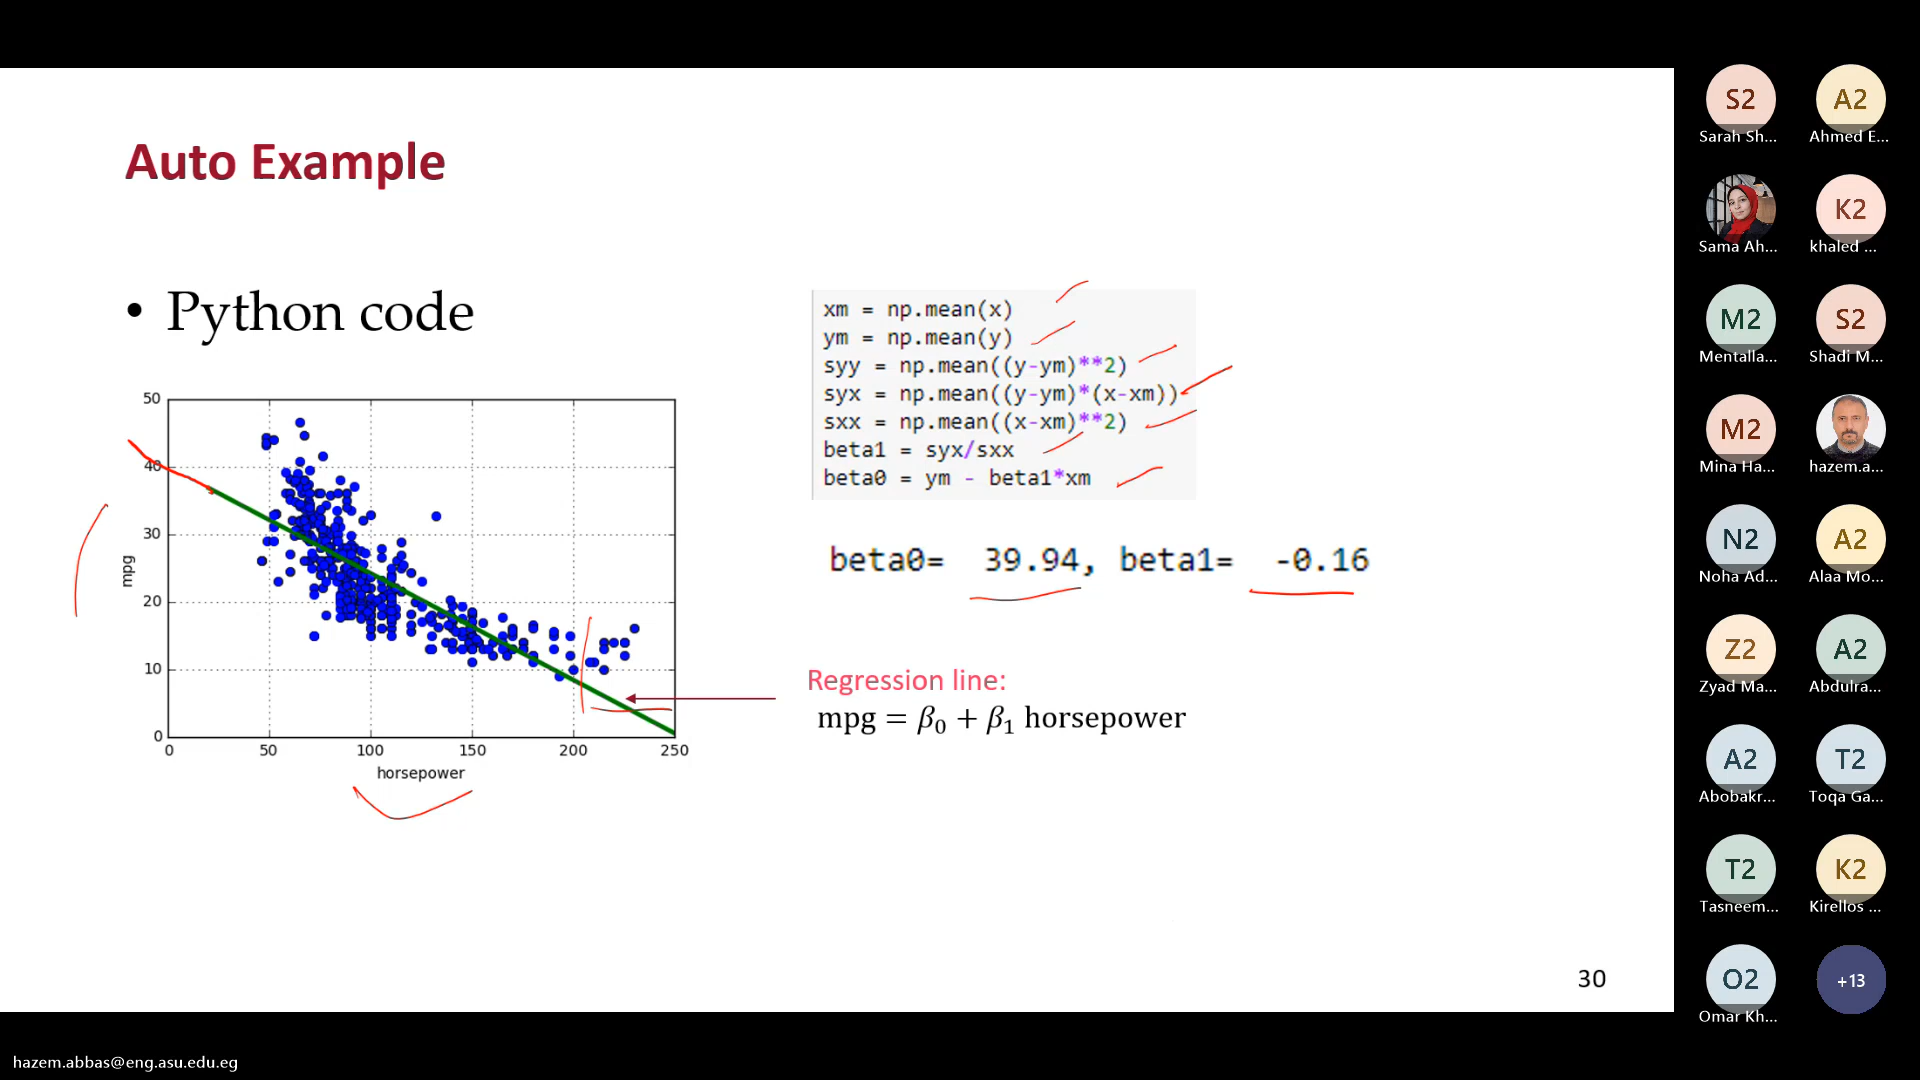 Auto Example
• Python code
xm = np.mean(x)
ym = np.mean(y)
syy = np.mean((y-ym)**2)
syx = np.mean((y-ym)*(x-xm))
sxx = np.mean((x-xm)**2)
beta1 = syx/sxx
beta0 = ym - beta1*xm
beta0= 39.94, beta1= -0.16
Regression line:
mpg = β₀ + β₁ horsepower
50
40
30
20
10
0
mpg
0 50 100 150 200 250
horsepower
30
S2 A2
Sarah Sh... Ahmed E...
K2
Sama Ah... khaled ...
M2 S2
Mentalla... Shadi M...
M2
Mina Ha... hazem.a...
N2 A2
Noha Ad... Alaa Mo...
Z2 A2
Zyad Ma... Abdulra...
A2 T2
Abobakr... Toqa Ga...
T2 K2
Tasneem... Kirellos ...
O2 +13
Omar Kh...
hazem.abbas@eng.asu.edu.eg